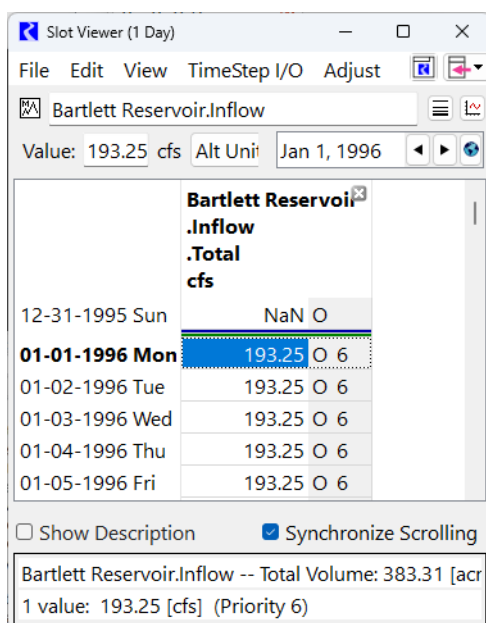 Slot Viewer (1 Day)
File Edit View TimeStep I/O Adjust
Bartlett Reservoir.Inflow
Value: 193.25 cfs Alt Unit Jan 1, 1996
Bartlett Reservoir
.Inflow
.Total
cfs
12-31-1995 Sun NaN O
01-01-1996 Mon 193.25 O 6
01-02-1996 Tue 193.25 O 6
01-03-1996 Wed 193.25 O 6
01-04-1996 Thu 193.25 O 6
01-05-1996 Fri 193.25 O 6
Show Description Synchronize Scrolling
Bartlett Reservoir.Inflow -- Total Volume: 383.31 [acr
1 value: 193.25 [cfs] (Priority 6)